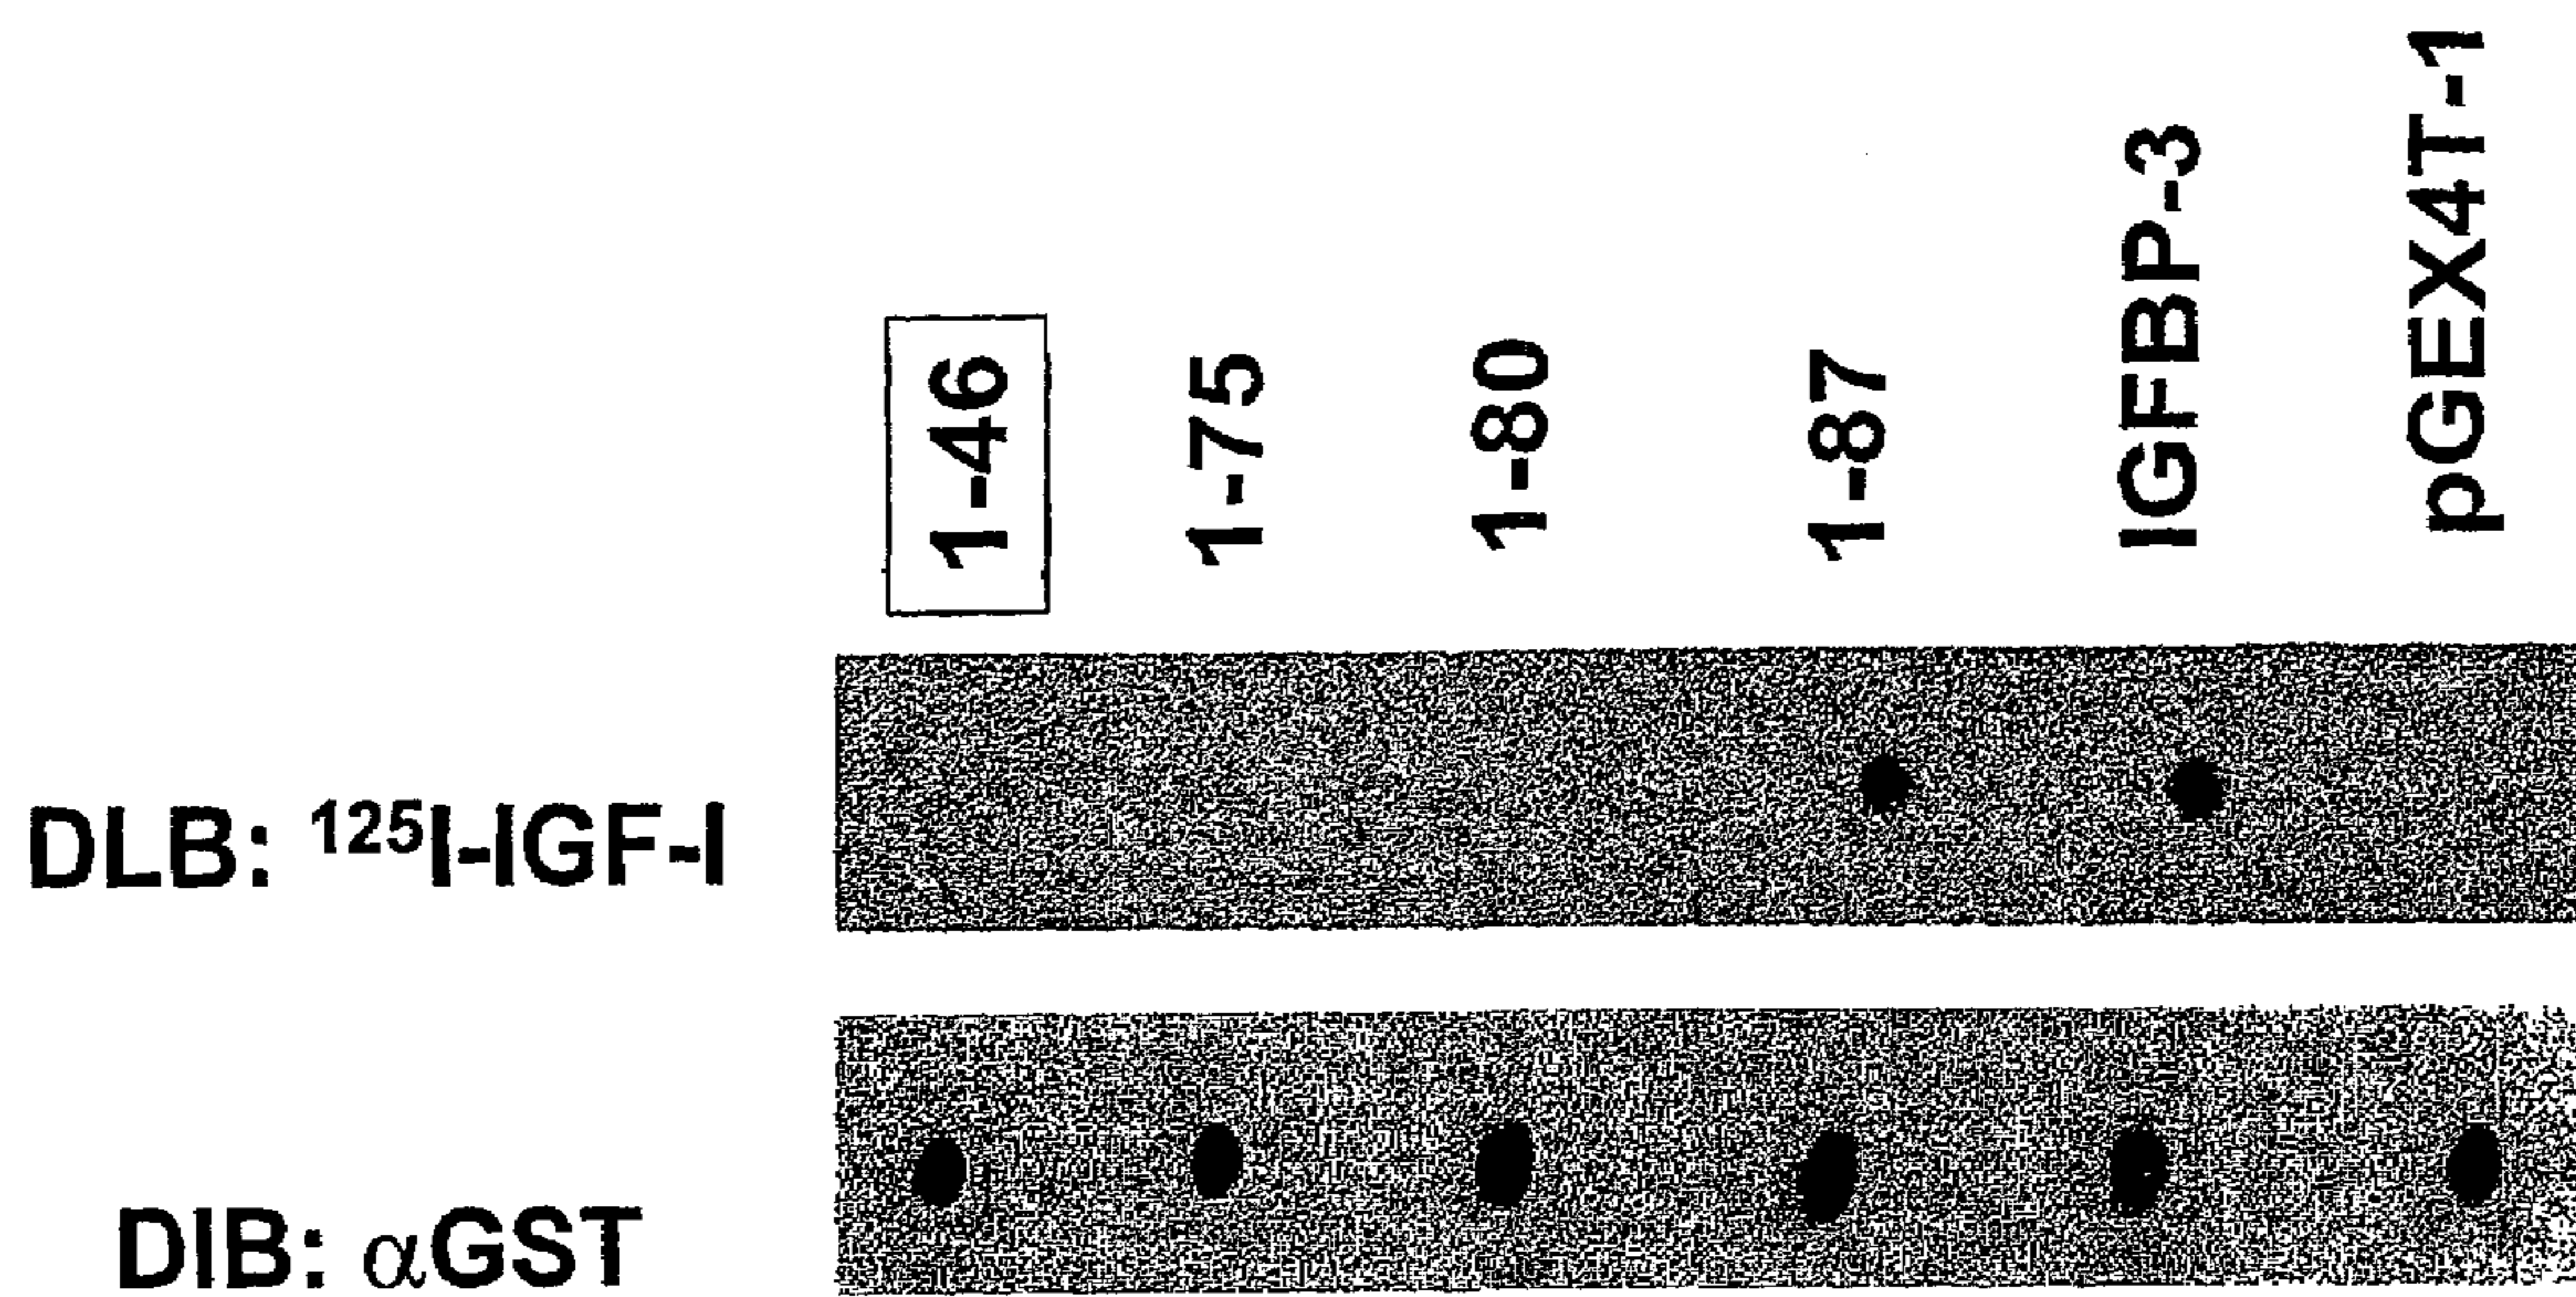 1-46
1-75
1-80
1-87
IGFBP-3
pGEX4T-1
DLB: ¹²⁵I-IGF-I
DIB: αGST